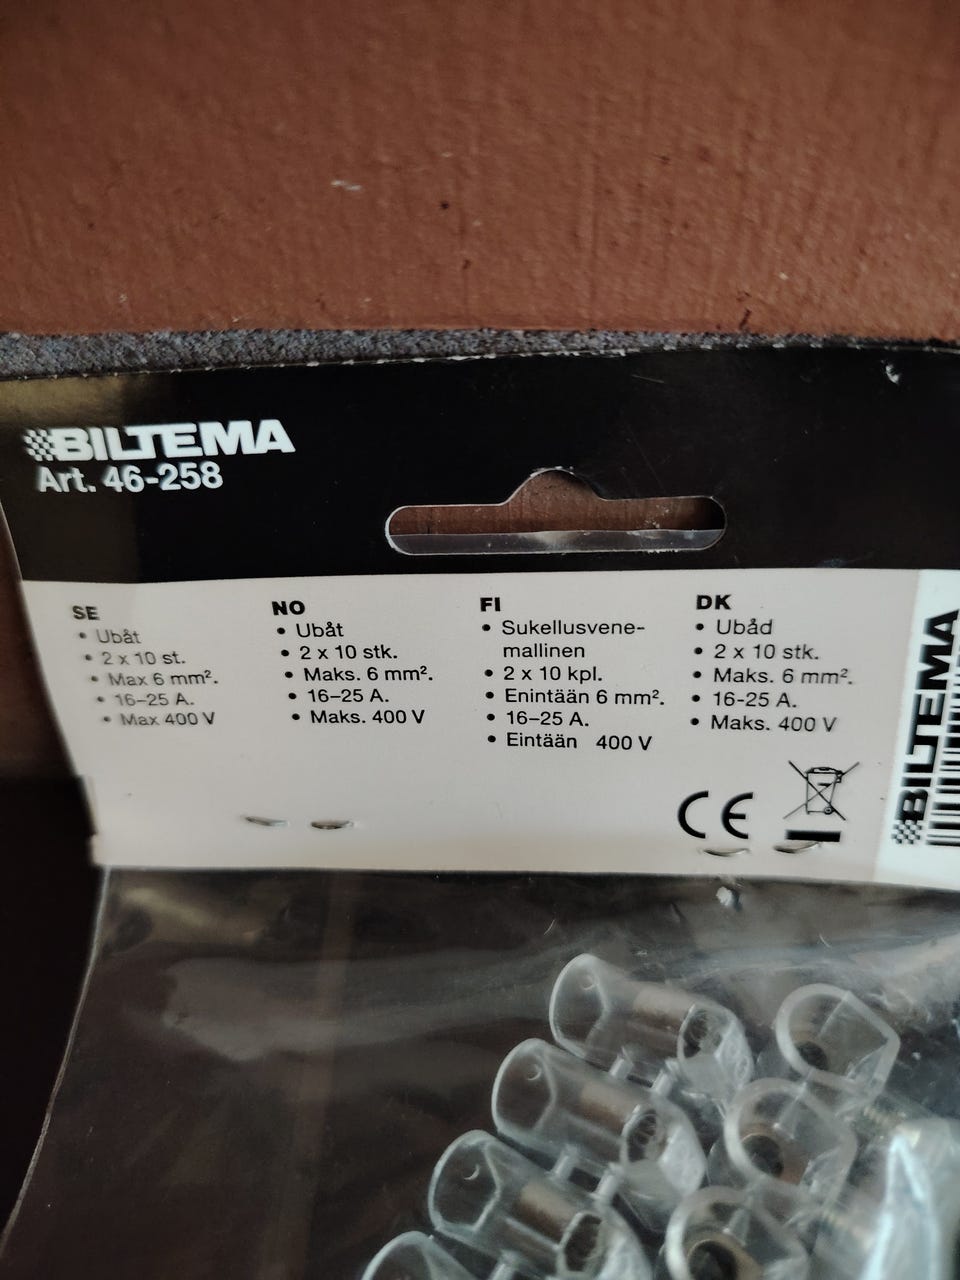 BILTEMA
Art. 46-258
SE
• Ubåt
• 2 x 10 st.
• Max 6 mm².
• 16–25 A.
• Max 400 V
NO
• Ubåt
• 2 x 10 stk.
• Maks. 6 mm².
• 16–25 A.
• Maks. 400 V
FI
• Sukellusvene-
mallinen
• 2 x 10 kpl.
• Enintään 6 mm².
• 16–25 A.
• Eintään 400 V
DK
• Ubåd
• 2 x 10 stk.
• Maks. 6 mm².
• 16-25 A.
• Maks. 400 V
CE
BILTEMA